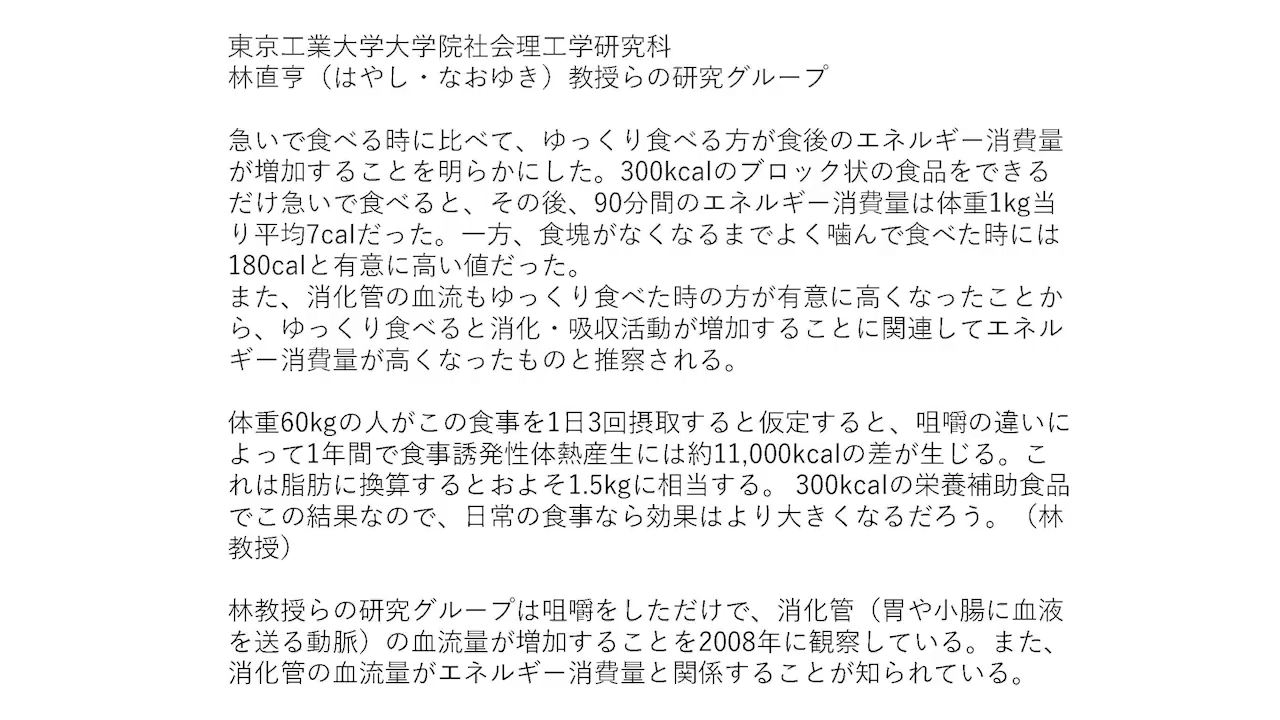 東京工業大学大学院社会理工学研究科
林直亨（はやし・なおゆき）教授らの研究グループ
急いで食べる時に比べて、ゆっくり食べる方が食後のエネルギー消費量
が増加することを明らかにした。300kcalのブロック状の食品をできる
だけ急いで食べると、その後、90分間のエネルギー消費量は体重1kg当
り平均7calだった。一方、食塊がなくなるまでよく噛んで食べた時には
180calと有意に高い値だった。
また、消化管の血流もゆっくり食べた時の方が有意に高くなったことか
ら、ゆっくり食べると消化・吸収活動が増加することに関連してエネル
ギー消費量が高くなったものと推察される。
体重60kgの人がこの食事を1日3回摂取すると仮定すると、咀嚼の違いに
よって1年間で食事誘発性体熱産生には約11,000kcalの差が生じる。こ
れは脂肪に換算するとおよそ1.5kgに相当する。 300kcalの栄養補助食品
でこの結果なので、日常の食事なら効果はより大きくなるだろう。（林
教授）
林教授らの研究グループは咀嚼をしただけで、消化管（胃や小腸に血液
を送る動脈）の血流量が増加することを2008年に観察している。また、
消化管の血流量がエネルギー消費量と関係することが知られている。